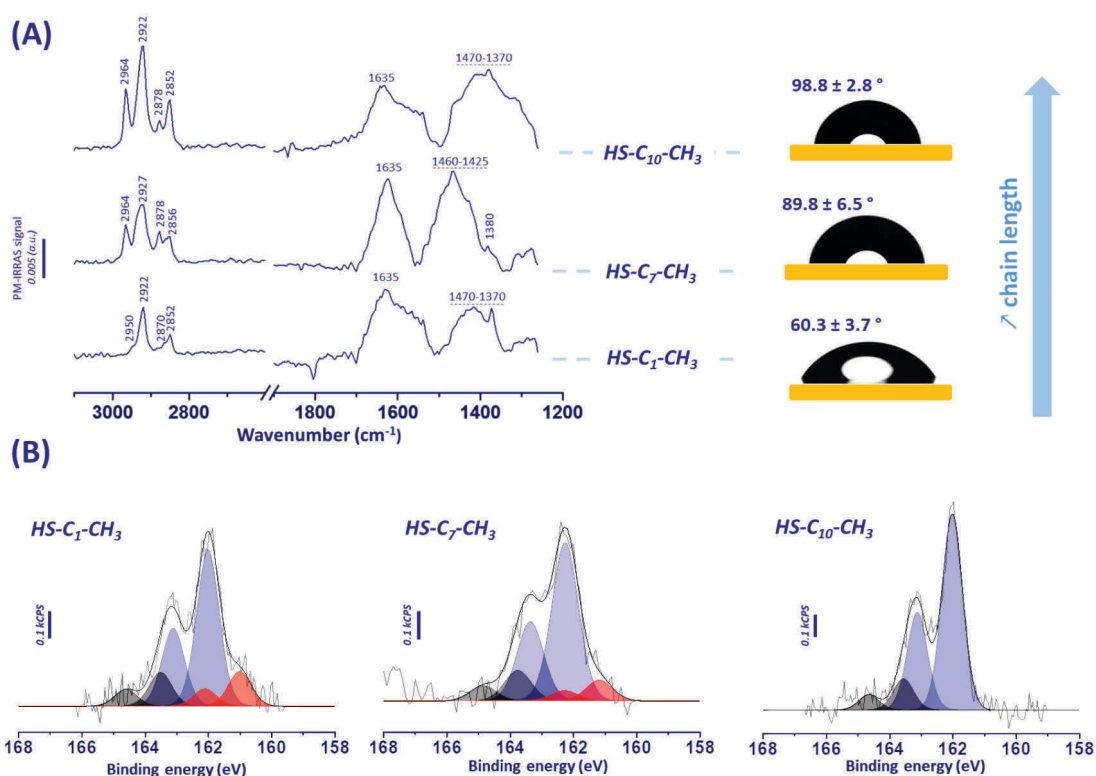 (A)
2964
2922
2878
2852
1635
1470-1370
HS-C10-CH3
98.8 ± 2.8 °
2964
2927
2878
2856
1635
1460-1425
1380
HS-C7-CH3
89.8 ± 6.5 °
PM-IRRAS signal
0.005 (a.u.)
2950
2922
2870
2852
1635
1470-1370
HS-C1-CH3
60.3 ± 3.7 °
↗ chain length
3000 2800 1800 1600 1400 1200
Wavenumber (cm-1)
(B)
HS-C1-CH3
0.1 kCPS
168 166 164 162 160 158
Binding energy (eV)
HS-C7-CH3
0.1 kCPS
168 166 164 162 160 158
Binding energy (eV)
HS-C10-CH3
0.1 kCPS
168 166 164 162 160 158
Binding energy (eV)